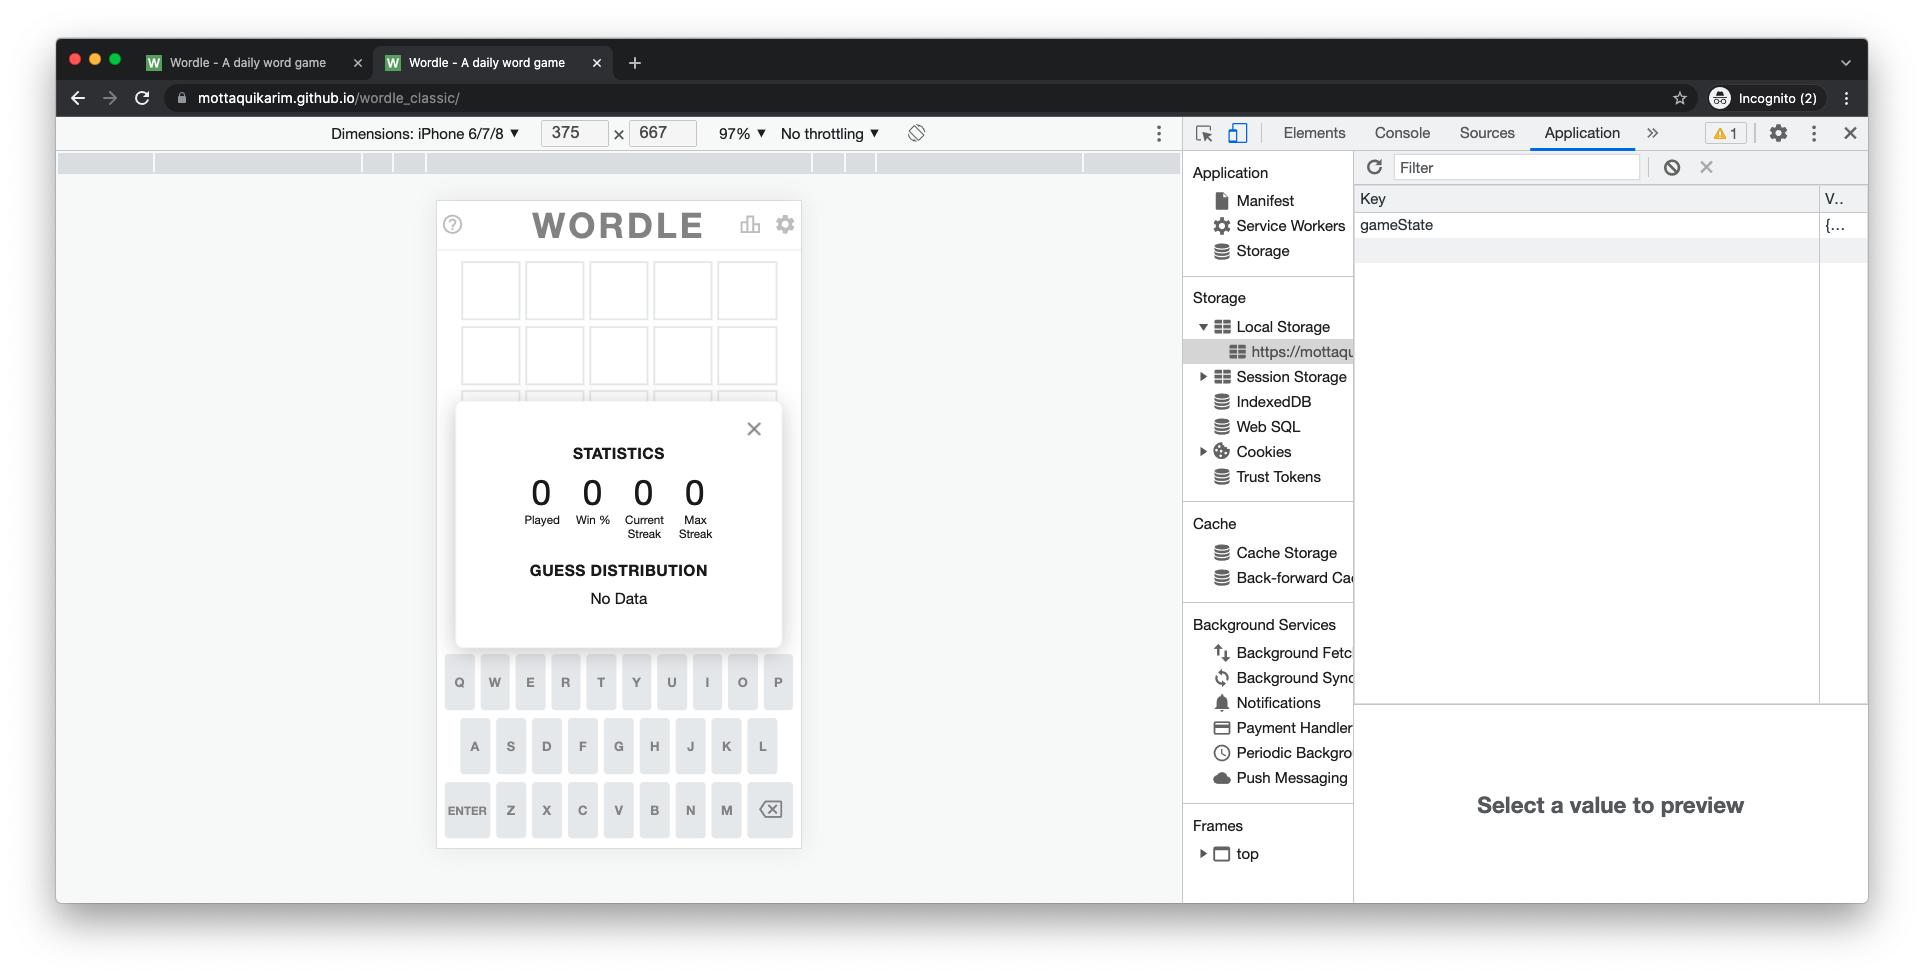 W Wordle - A daily word game
W Wordle - A daily word game
mottaquikarim.github.io/wordle_classic/
Incognito (2)
Dimensions: iPhone 6/7/8 ▼ 375 × 667 97% ▼ No throttling ▼
Elements Console Sources Application » 1
? WORDLE
STATISTICS
0 0 0 0
Played Win % Current Streak Max Streak
GUESS DISTRIBUTION
No Data
Q W E R T Y U I O P
A S D F G H J K L
ENTER Z X C V B N M
Application
Manifest
Service Workers
Storage
Storage
Local Storage
https://mottaqu
Session Storage
IndexedDB
Web SQL
Cookies
Trust Tokens
Cache
Cache Storage
Back-forward Ca
Background Services
Background Fetc
Background Sync
Notifications
Payment Handler
Periodic Backgro
Push Messaging
Frames
top
Filter
Key V..
gameState {...
Select a value to preview